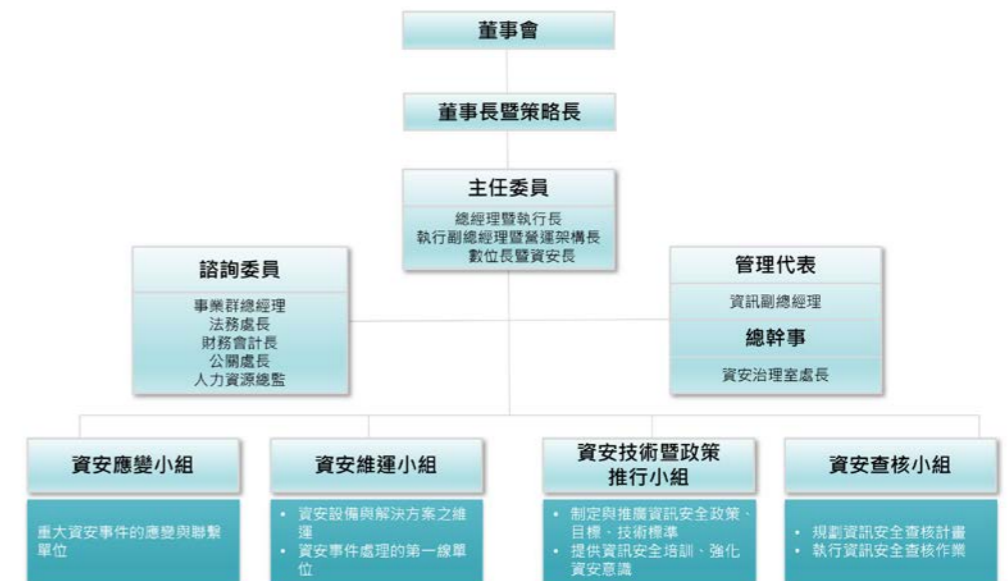 董事會
董事長暨策略長
主任委員
總經理暨執行長
執行副總經理暨營運架構長
數位長暨資安長
諮詢委員
事業群總經理
法務處長
財務會計長
公關處長
人力資源總監
管理代表
資訊副總經理
總幹事
資安治理室處長
資安應變小組
重大資安事件的應變與聯繫
單位
資安維運小組
• 資安設備與解決方案之維
運
• 資安事件處理的第一線單
位
資安技術暨政策
推行小組
• 制定與推廣資訊安全政策、
目標、技術標準
• 提供資訊安全培訓、強化
資安意識
資安查核小組
• 規劃資訊安全查核計畫
• 執行資訊安全查核作業